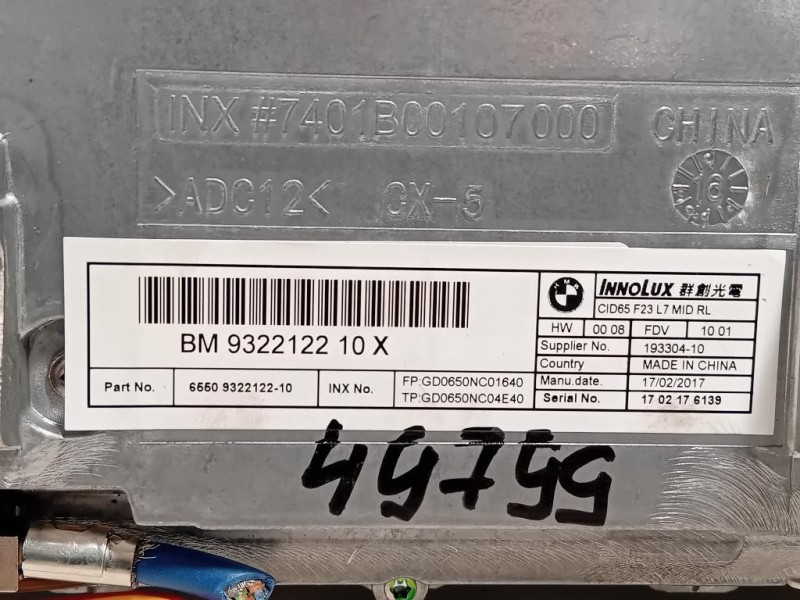 INX #7401B00107000
CHINA
>ADC12< CX-5
16
BM 9322122 10 X
BMW
INNOLUX 群創光電
CID65 F23 L7 MID RL
HW 00 08 FDV 10 01
Supplier No. 193304-10
Country MADE IN CHINA
Manu.date. 17/02/2017
Serial No. 17 02 17 6139
Part No. 6550 9322122-10 INX No. FP:GD0650NC01640
TP:GD0650NC04E40
49755